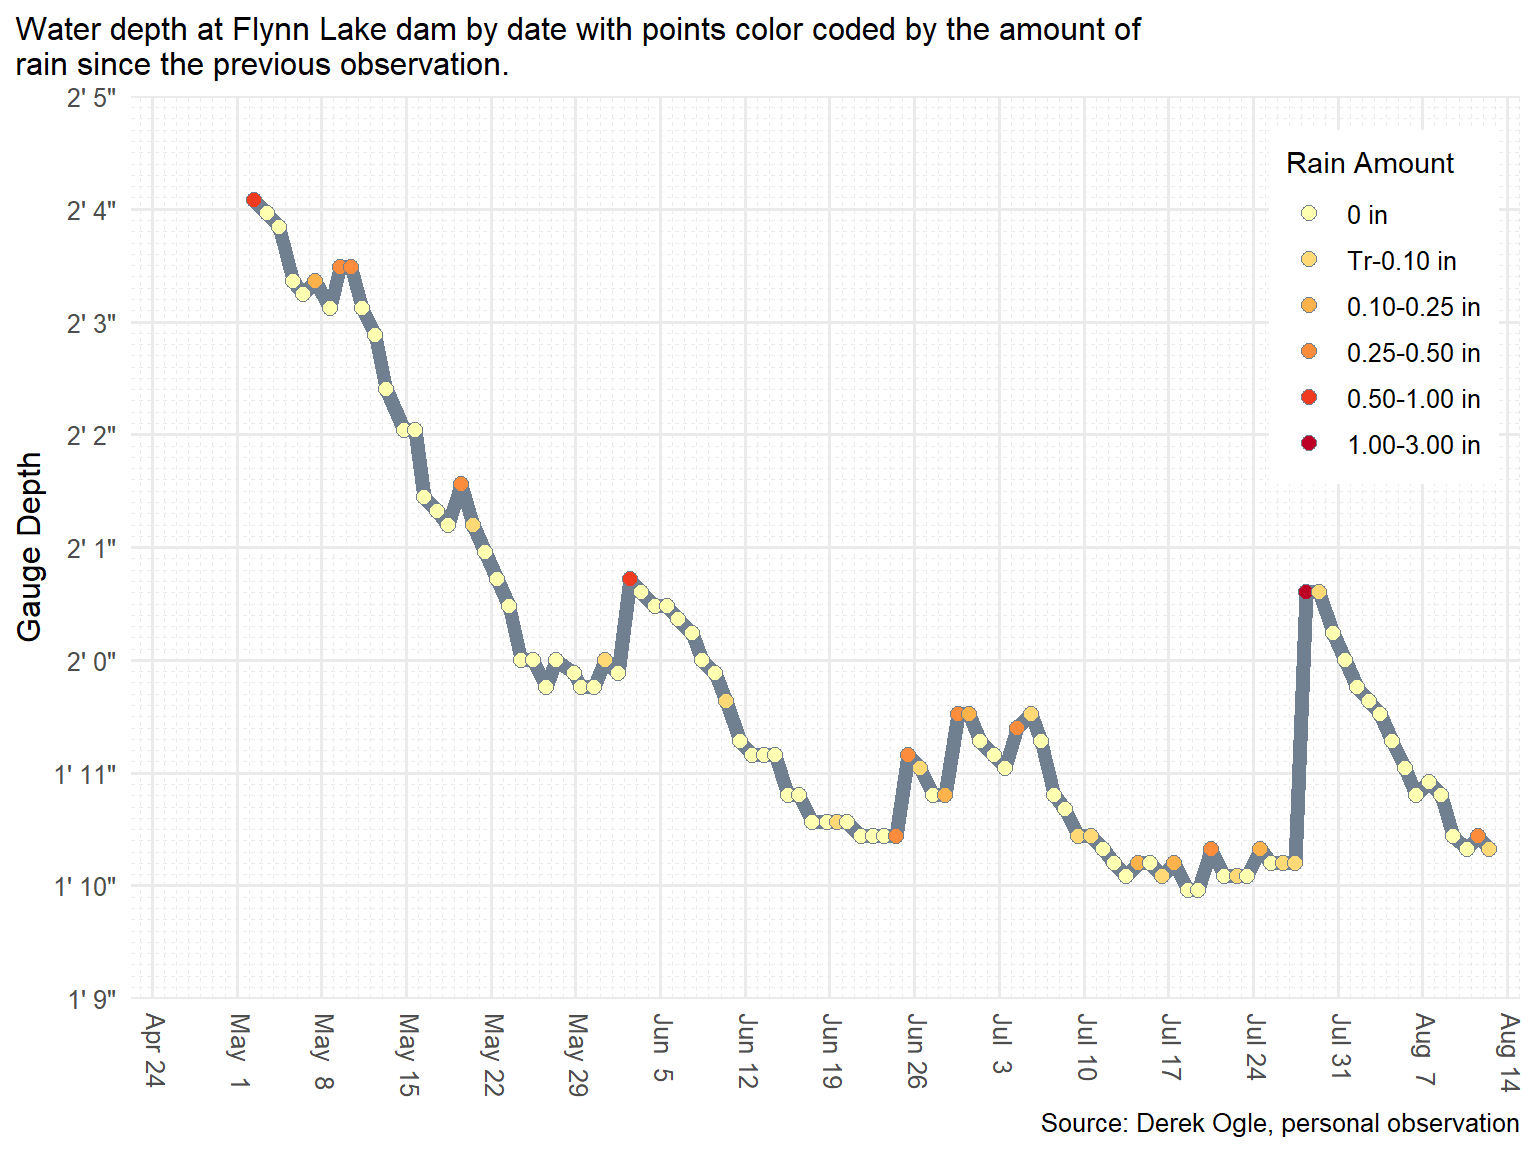 Water depth at Flynn Lake dam by date with points color coded by the amount of
rain since the previous observation.
2' 5"
2' 4"
2' 3"
2' 2"
2' 1"
2' 0"
1' 11"
1' 10"
1' 9"
Gauge Depth
Rain Amount
0 in
Tr-0.10 in
0.10-0.25 in
0.25-0.50 in
0.50-1.00 in
1.00-3.00 in
Apr 24
May 1
May 8
May 15
May 22
May 29
Jun 5
Jun 12
Jun 19
Jun 26
Jul 3
Jul 10
Jul 17
Jul 24
Jul 31
Aug 7
Aug 14
Source: Derek Ogle, personal observation